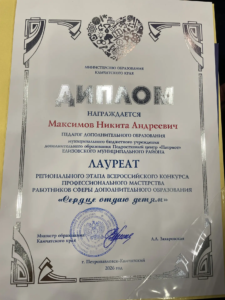 МИНИСТЕРСТВО ОБРАЗОВАНИЯ
КАМЧАТСКОГО КРАЯ
ДИПЛОМ
НАГРАЖДАЕТСЯ
Максимов Никита Андреевич
ПЕДАГОГ ДОПОЛНИТЕЛЬНОГО ОБРАЗОВАНИЯ
муниципального бюджетного учреждения
дополнительного образования
ЕЛИЗОВСКОГО МУНИЦИПАЛЬНОГО РАЙОНА
ЛАУРЕАТ
РЕГИОНАЛЬНОГО ЭТАПА ВСЕРОССИЙСКОГО КОНКУРСА
ПРОФЕССИОНАЛЬНОГО МАСТЕРСТВА
РАБОТНИКОВ СФЕРЫ ДОПОЛНИТЕЛЬНОГО ОБРАЗОВАНИЯ
«Сердце отдаю детям»
Министр образования
Камчатского края
г. Петропавловск-Камчатский